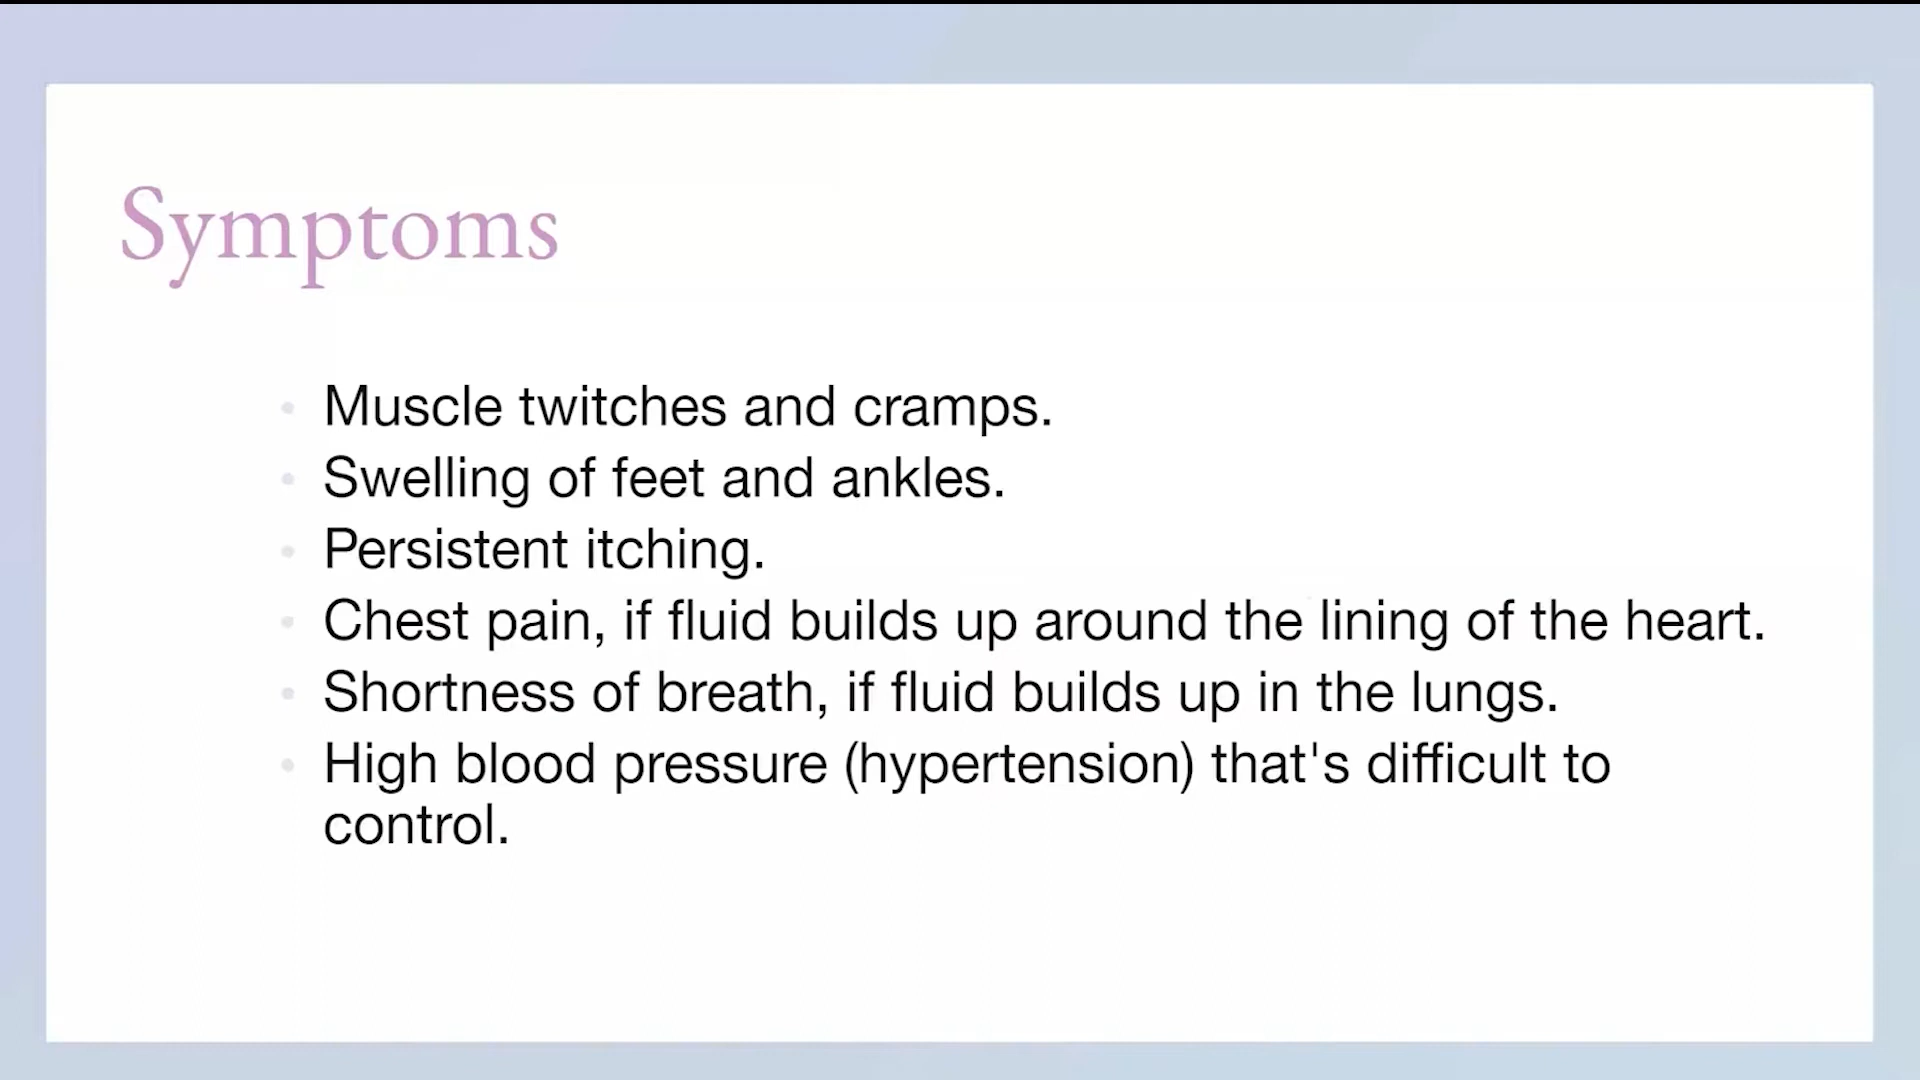 Symptoms
Muscle twitches and cramps.
Swelling of feet and ankles.
Persistent itching.
Chest pain, if fluid builds up around the lining of the heart.
Shortness of breath, if fluid builds up in the lungs.
High blood pressure (hypertension) that's difficult to
control.